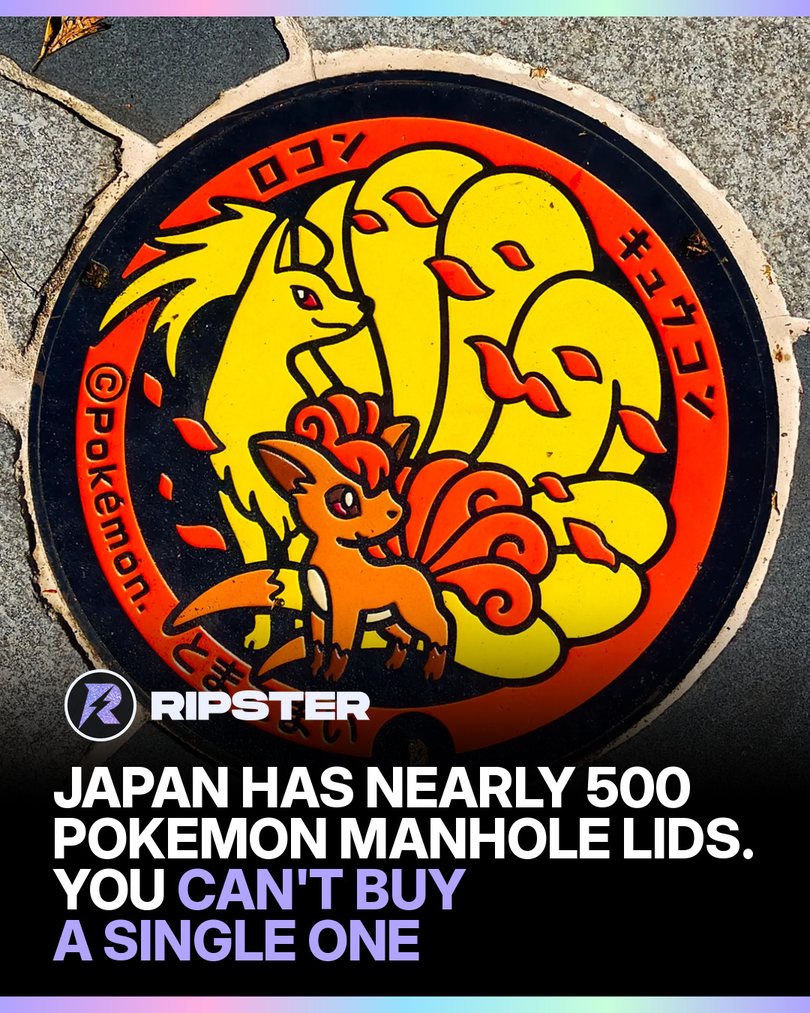 ロコン
キュウコン
©Pokémon.
RIPSTER
JAPAN HAS NEARLY 500
POKEMON MANHOLE LIDS.
YOU CAN'T BUY
A SINGLE ONE